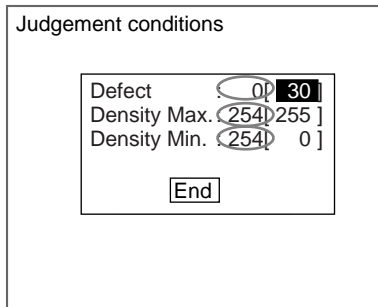 Judgement conditions
Defect : 0[ 30 ]
Density Max. : 254[ 255 ]
Density Min. : 254[ 0 ]
End